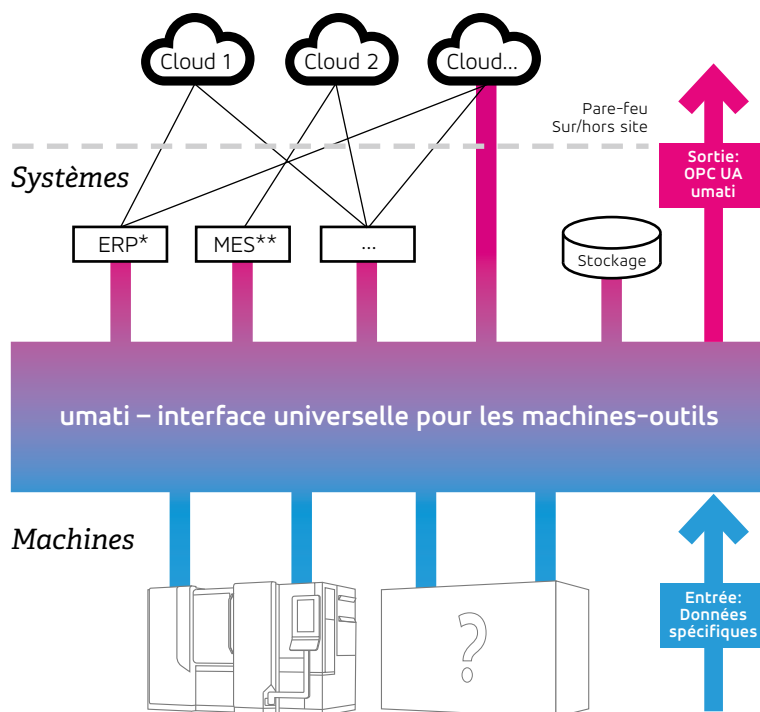 Cloud 1
Cloud 2
Cloud...
Pare-feu
Sur/hors site
Systèmes
Sortie:
OPC UA
umati
ERP*
MES**
...
Stockage
umati – interface universelle pour les machines-outils
Machines
Entrée:
Données
spécifiques
?